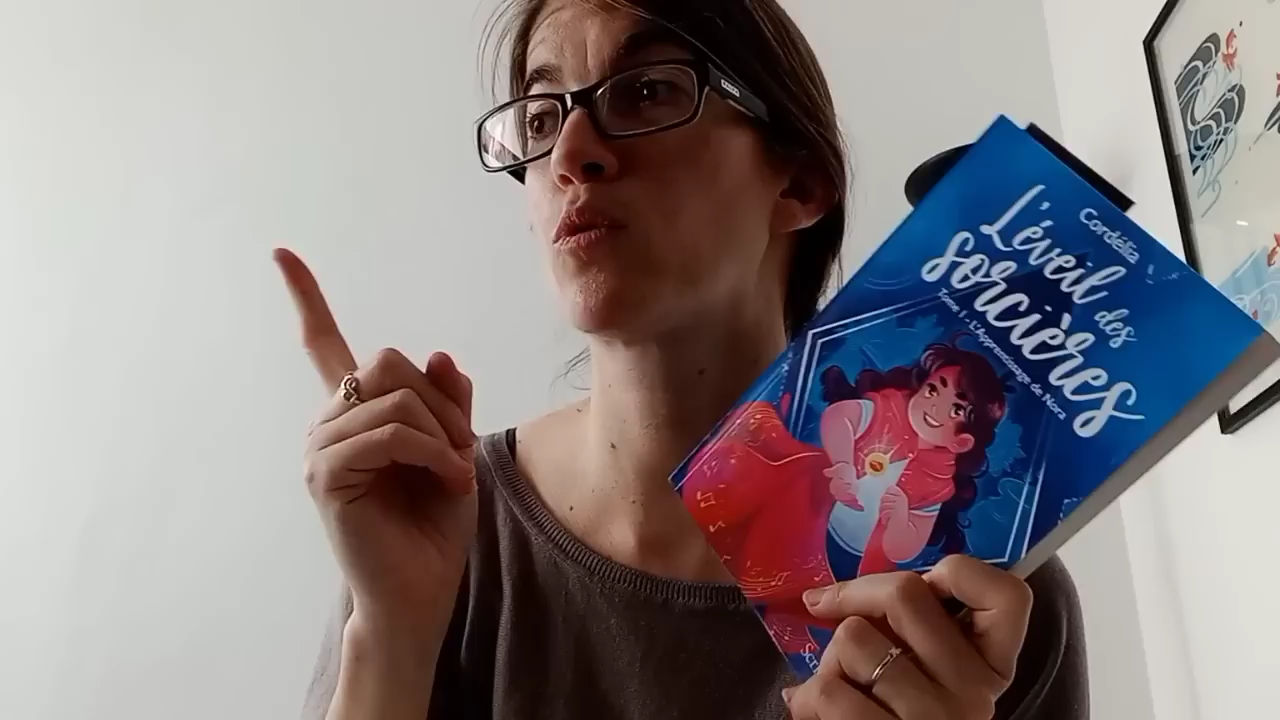 Cordélia
L'éveil des
sorcières
Tome 1 - L'Apprentissage de Nora